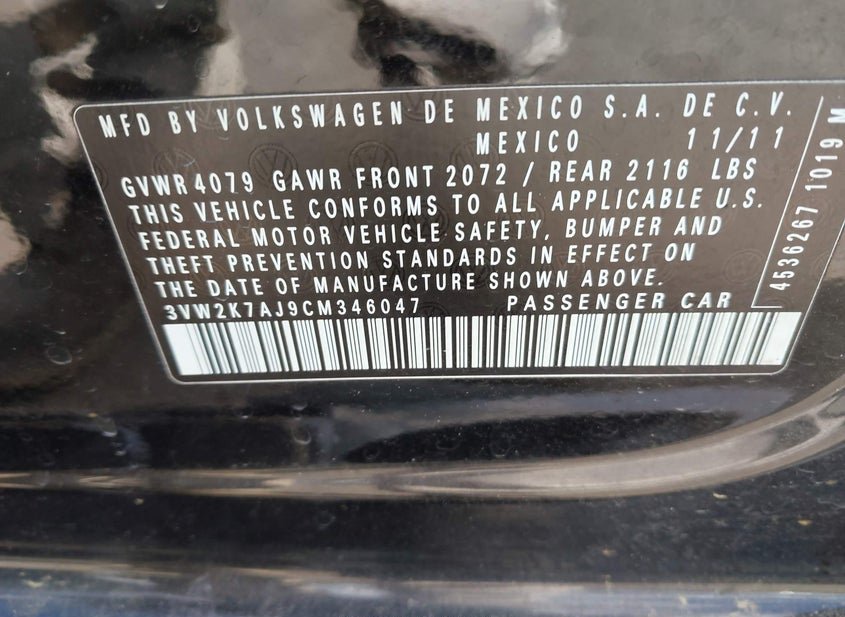 MFD BY VOLKSWAGEN DE MEXICO S.A. DE C.V.
MEXICO 11/11
GVWR 4079 GAWR FRONT 2072 / REAR 2116 LBS
THIS VEHICLE CONFORMS TO ALL APPLICABLE U.S.
FEDERAL MOTOR VEHICLE SAFETY, BUMPER AND
THEFT PREVENTION STANDARDS IN EFFECT ON
THE DATE OF MANUFACTURE SHOWN ABOVE.
3VW2K7AJ9CM346047 PASSENGER CAR
4536267 1019 M